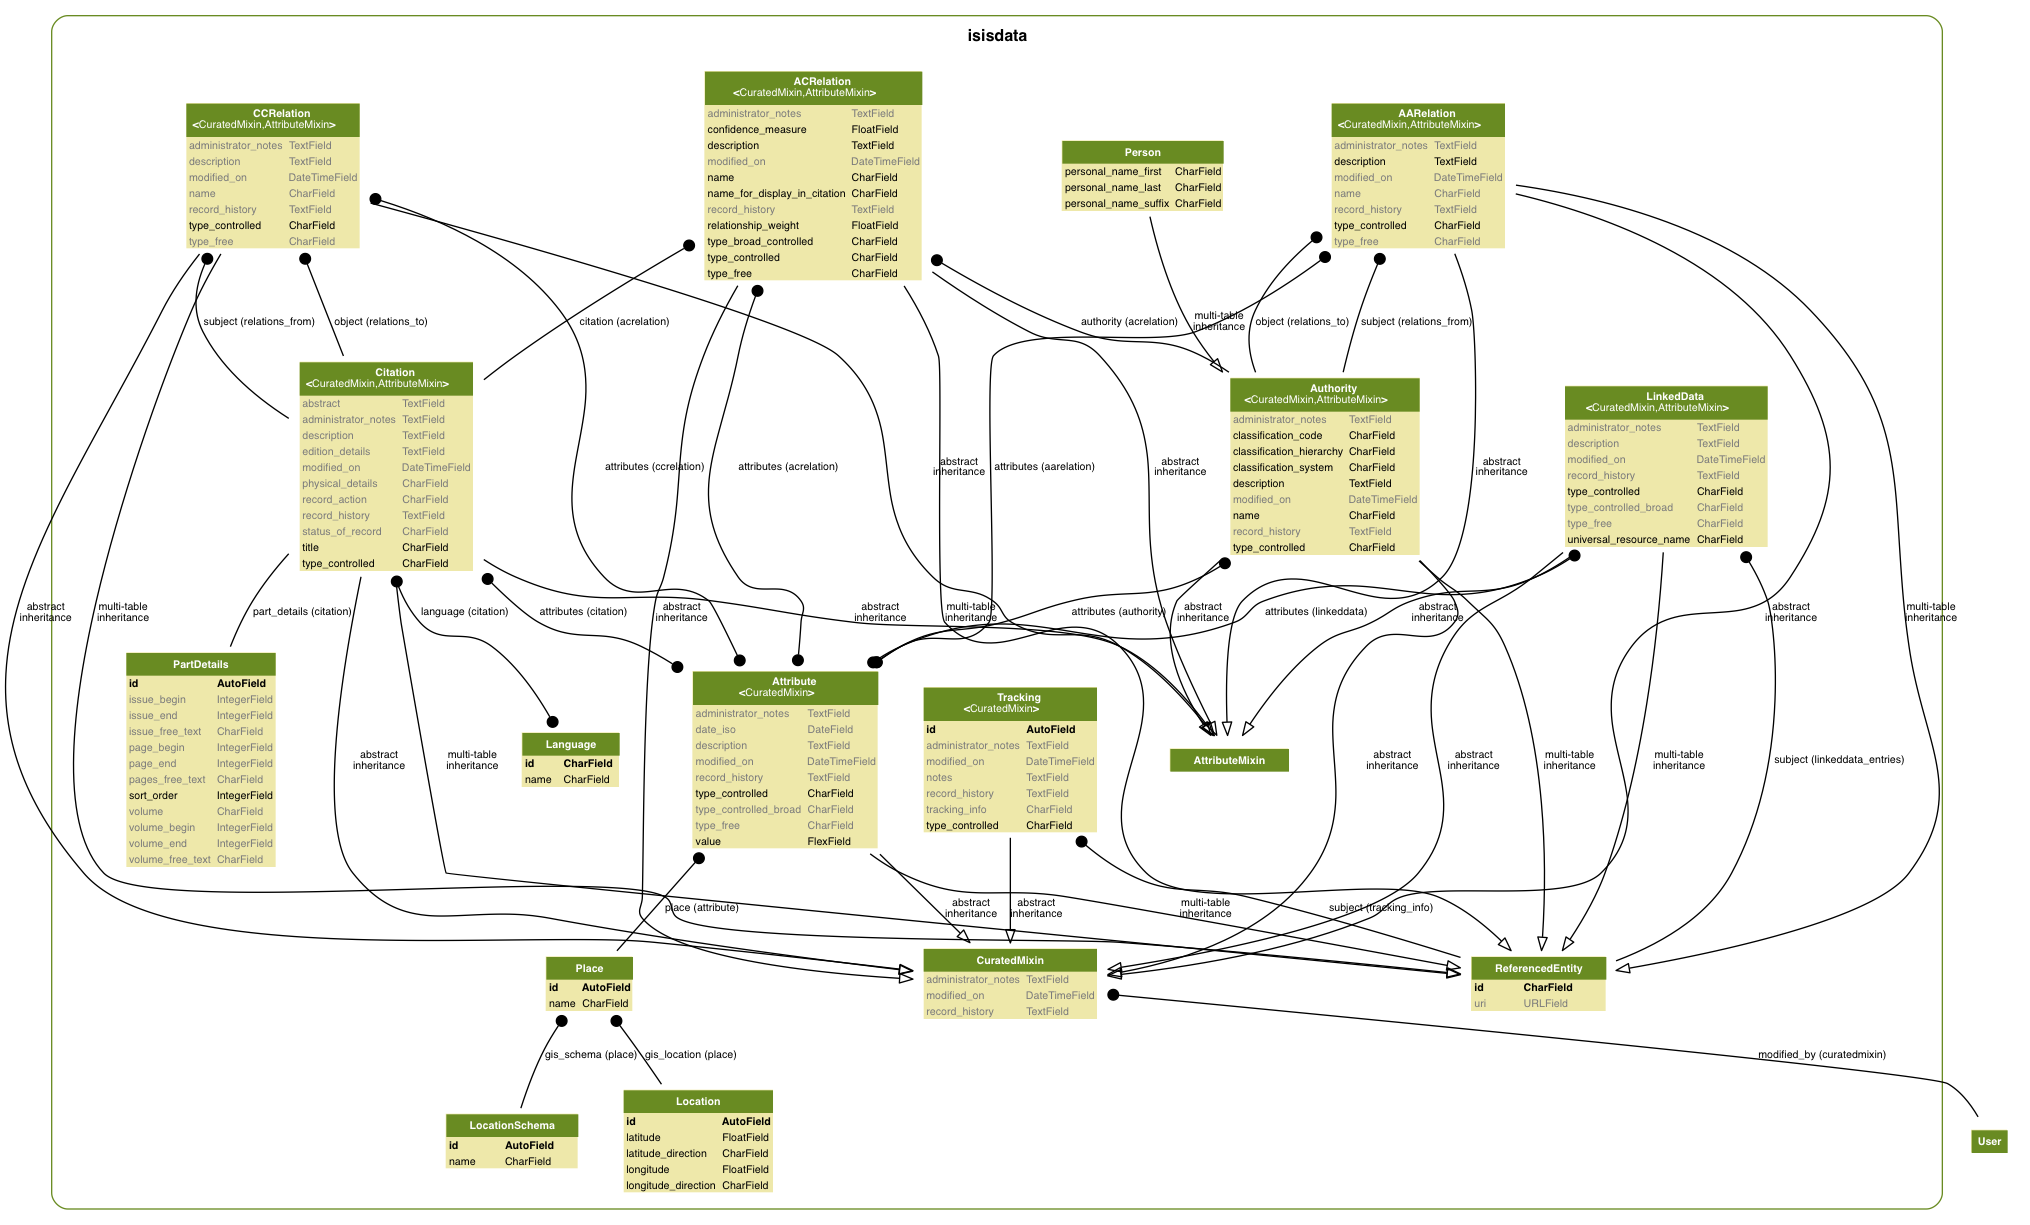 isisdata
CCRelation
<CuratedMixin,AttributeMixin>
administrator_notes TextField
description TextField
modified_on DateTimeField
name CharField
record_history TextField
type_controlled CharField
type_free CharField
ACRelation
<CuratedMixin,AttributeMixin>
administrator_notes TextField
confidence_measure FloatField
description TextField
modified_on DateTimeField
name CharField
name_for_display_in_citation CharField
record_history TextField
relationship_weight FloatField
type_broad_controlled CharField
type_controlled CharField
type_free CharField
Person
personal_name_first CharField
personal_name_last CharField
personal_name_suffix CharField
AARelation
<CuratedMixin,AttributeMixin>
administrator_notes TextField
description TextField
modified_on DateTimeField
name CharField
record_history TextField
type_controlled CharField
type_free CharField
subject (relations_from)
object (relations_to)
citation (acrelation)
authority (acrelation)
multi-table
inheritance
object (relations_to)
subject (relations_from)
Citation
<CuratedMixin,AttributeMixin>
abstract TextField
administrator_notes TextField
description TextField
edition_details TextField
modified_on DateTimeField
physical_details CharField
record_action CharField
record_history TextField
status_of_record CharField
title CharField
type_controlled CharField
Authority
<CuratedMixin,AttributeMixin>
administrator_notes TextField
classification_code CharField
classification_hierarchy CharField
classification_system CharField
description TextField
modified_on DateTimeField
name CharField
record_history TextField
type_controlled CharField
LinkedData
<CuratedMixin,AttributeMixin>
administrator_notes TextField
description TextField
modified_on DateTimeField
record_history TextField
type_controlled CharField
type_controlled_broad CharField
type_free CharField
universal_resource_name CharField
attributes (ccrelation)
attributes (acrelation)
abstract
inheritance
attributes (aarelation)
abstract
inheritance
abstract
inheritance
abstract
inheritance
multi-table
inheritance
part_details (citation)
language (citation)
attributes (citation)
abstract
inheritance
abstract
inheritance
multi-table
inheritance
attributes (authority)
abstract
inheritance
attributes (linkeddata)
abstract
inheritance
abstract
inheritance
multi-table
inheritance
PartDetails
id AutoField
issue_begin IntegerField
issue_end IntegerField
issue_free_text CharField
page_begin IntegerField
page_end IntegerField
pages_free_text CharField
sort_order IntegerField
volume CharField
volume_begin IntegerField
volume_end IntegerField
volume_free_text CharField
abstract
inheritance
multi-table
inheritance
Language
id CharField
name CharField
Attribute
<CuratedMixin>
administrator_notes TextField
date_iso DateField
description TextField
modified_on DateTimeField
record_history TextField
type_controlled CharField
type_controlled_broad CharField
type_free CharField
value FlexField
Tracking
<CuratedMixin>
id AutoField
administrator_notes TextField
modified_on DateTimeField
notes TextField
record_history TextField
tracking_info CharField
type_controlled CharField
AttributeMixin
abstract
inheritance
abstract
inheritance
multi-table
inheritance
multi-table
inheritance
subject (linkeddata_entries)
place (attribute)
abstract
inheritance
abstract
inheritance
multi-table
inheritance
subject (tracking_info)
Place
id AutoField
name CharField
CuratedMixin
administrator_notes TextField
modified_on DateTimeField
record_history TextField
ReferencedEntity
id CharField
uri URLField
gis_schema (place)
gis_location (place)
modified_by (curatedmixin)
LocationSchema
id AutoField
name CharField
Location
id AutoField
latitude FloatField
latitude_direction CharField
longitude FloatField
longitude_direction CharField
User